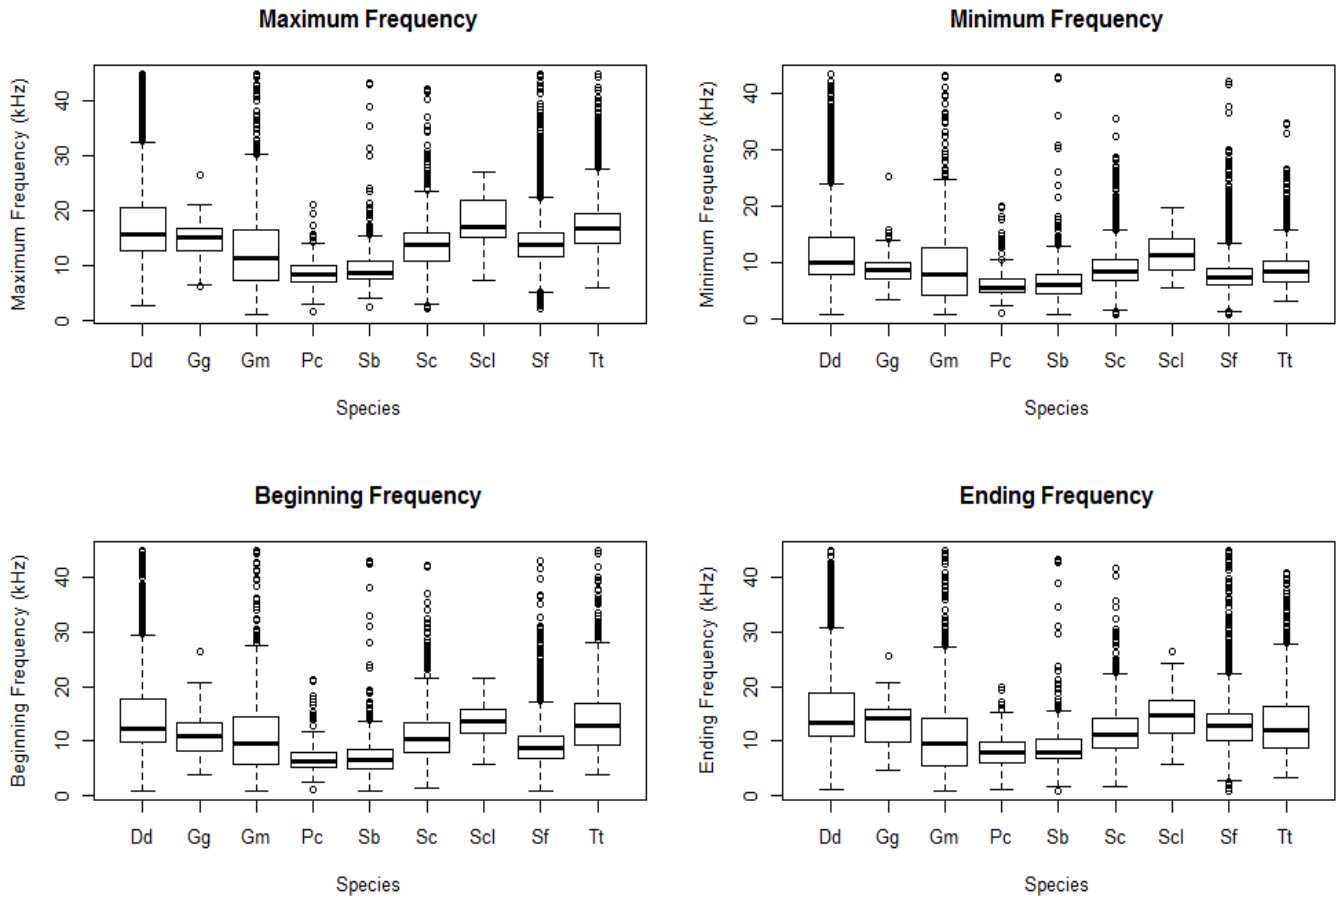 Maximum Frequency
Maximum Frequency (kHz)
40
30
20
10
0
Dd Gg Gm Pc Sb Sc Scl Sf Tt
Species
Minimum Frequency
Minimum Frequency (kHz)
40
30
20
10
0
Dd Gg Gm Pc Sb Sc Scl Sf Tt
Species
Beginning Frequency
Beginning Frequency (kHz)
40
30
20
10
0
Dd Gg Gm Pc Sb Sc Scl Sf Tt
Species
Ending Frequency
Ending Frequency (kHz)
40
30
20
10
0
Dd Gg Gm Pc Sb Sc Scl Sf Tt
Species